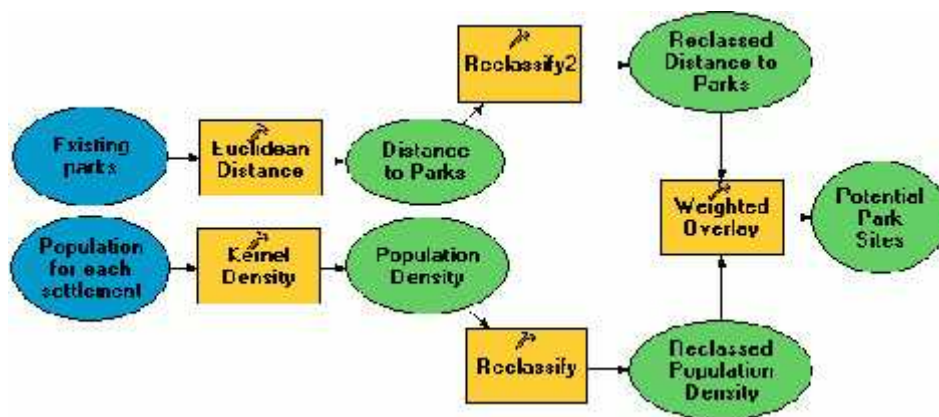 Reclassify2
Reclassed
Distance to
Parks
Existing
parks
Euclidean
Distance
Distance
to Parks
Weighted
Overlay
Potential
Park
Sites
Population
for each
settlement
Kernel
Density
Population
Density
Reclassify
Reclassed
Population
Density